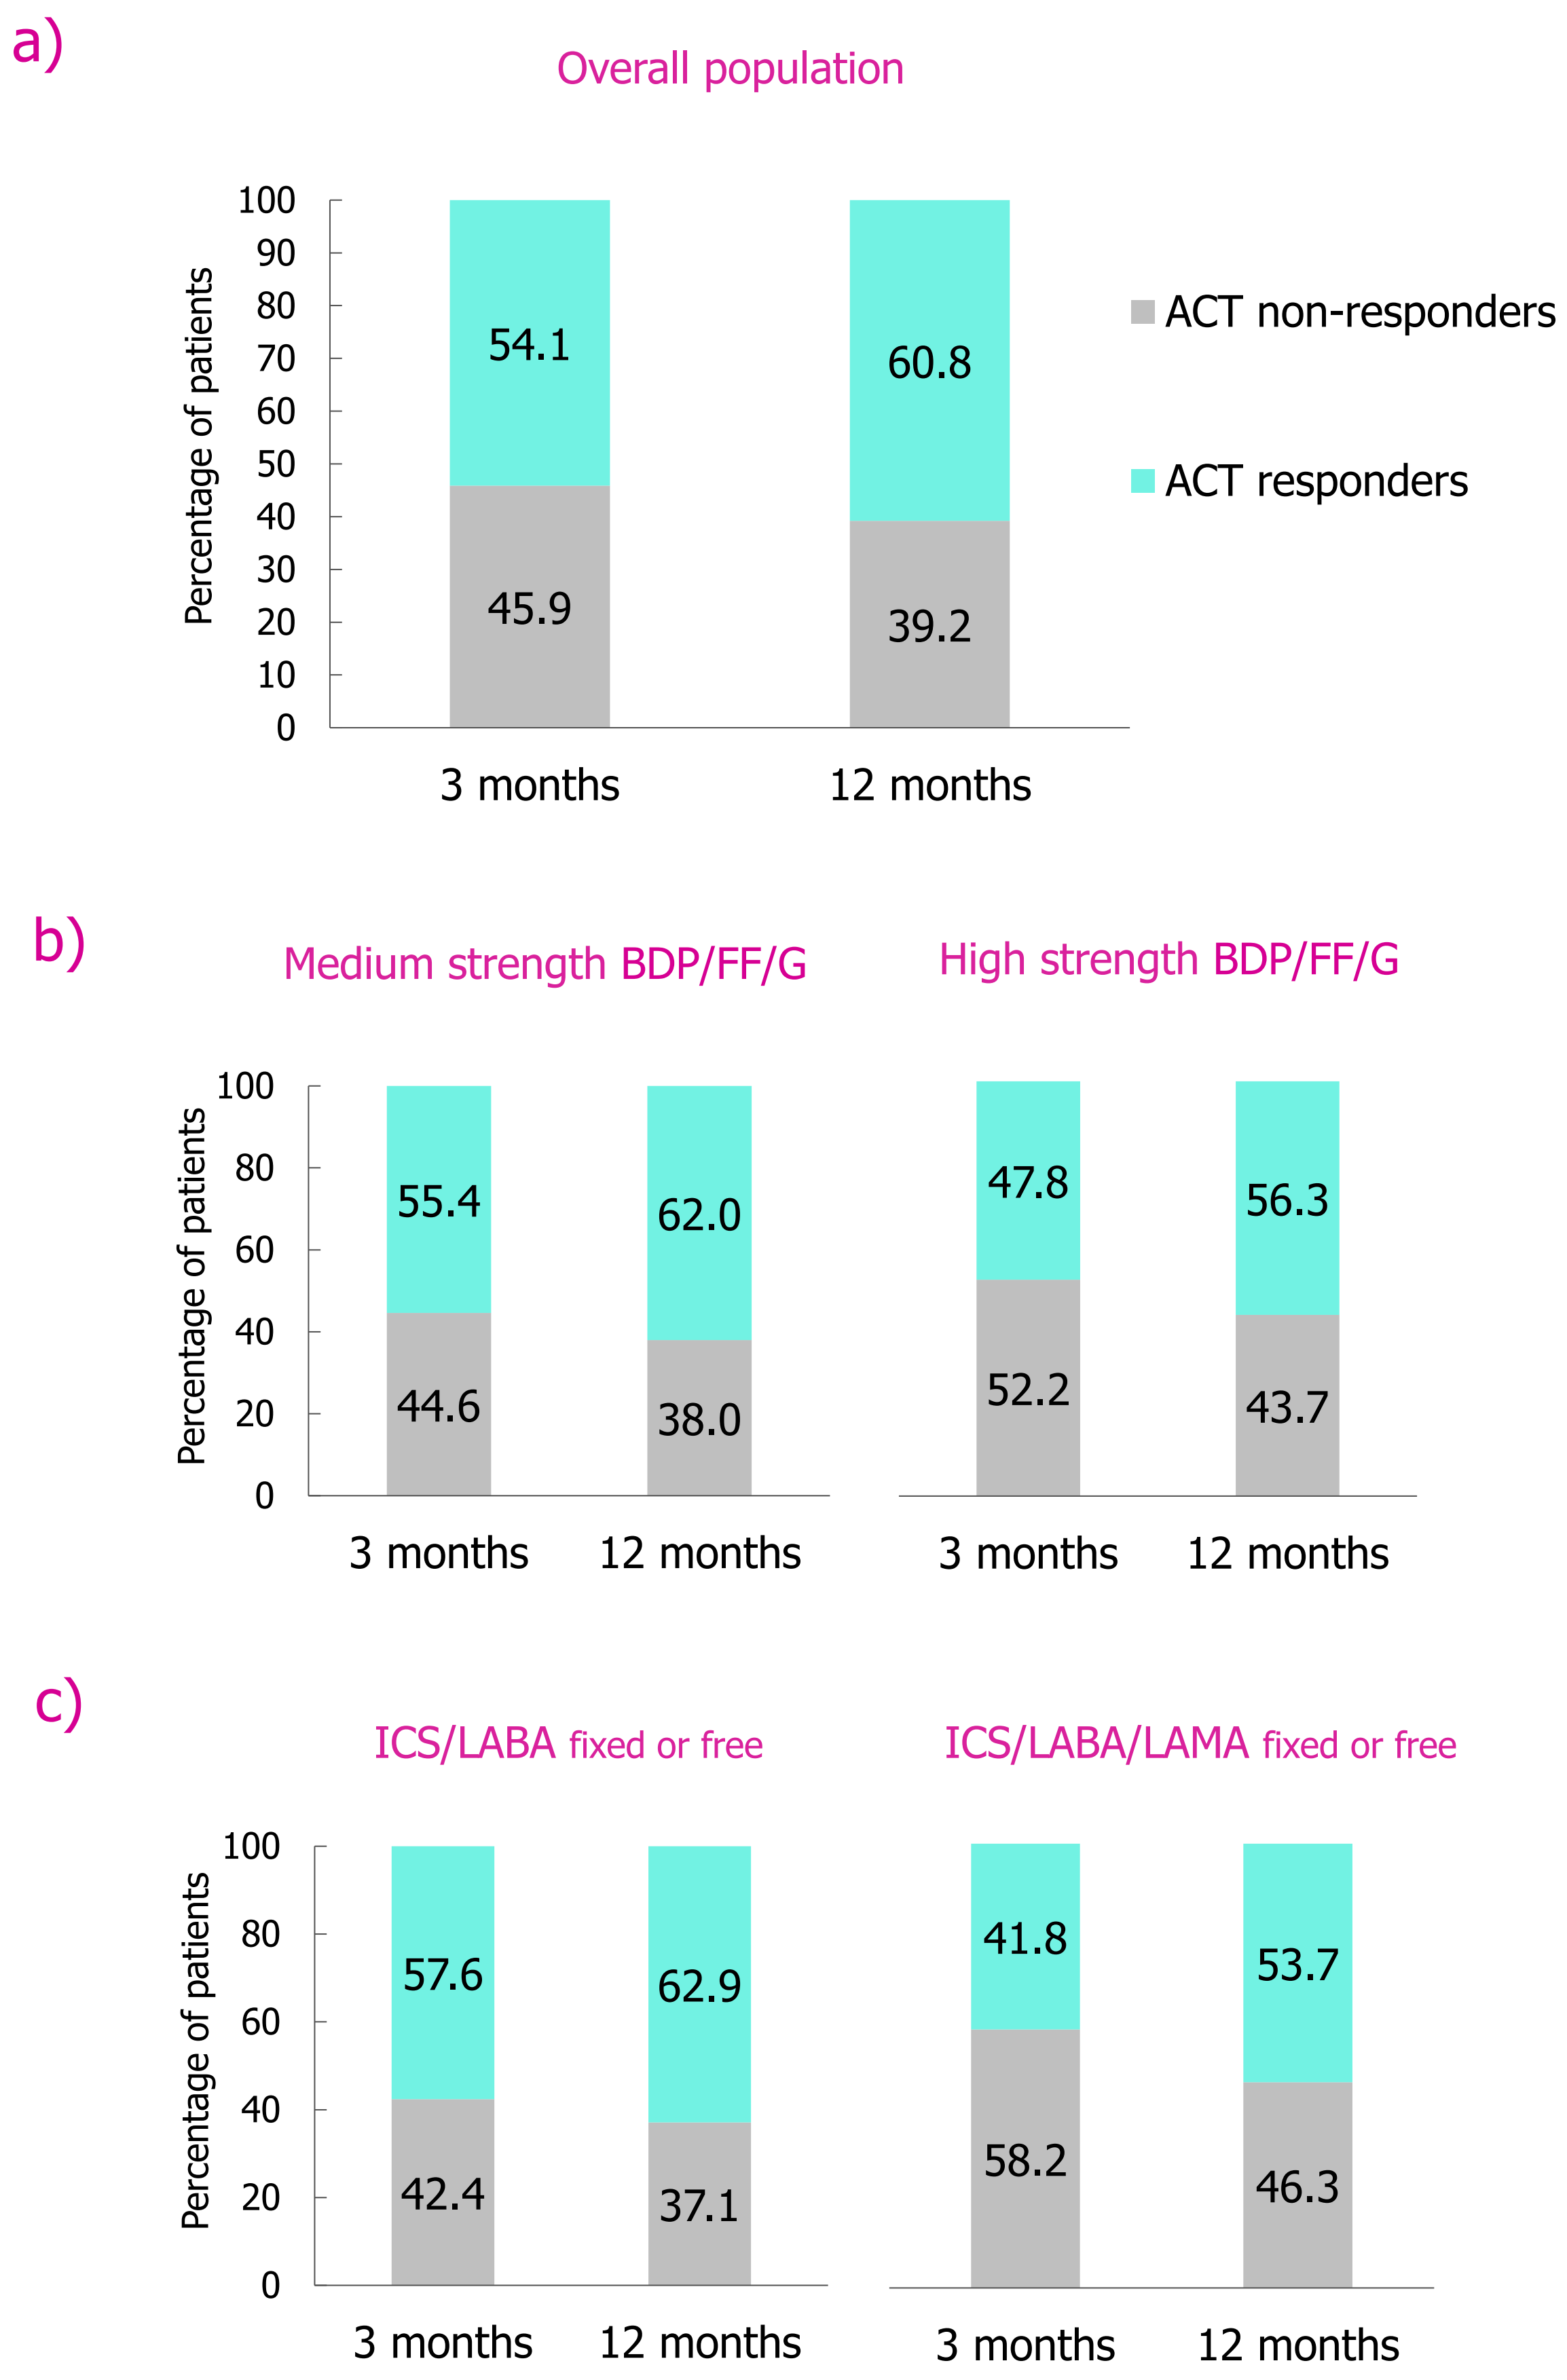 a)
Overall population
Percentage of patients
100
90
80
70
60
50
40
30
20
10
0
54.1
45.9
60.8
39.2
3 months
12 months
ACT non-responders
ACT responders
b)
Medium strength BDP/FF/G
Percentage of patients
100
80
60
40
20
0
55.4
44.6
62.0
38.0
3 months
12 months
High strength BDP/FF/G
47.8
52.2
56.3
43.7
3 months
12 months
c)
ICS/LABA fixed or free
Percentage of patients
100
80
60
40
20
0
57.6
42.4
62.9
37.1
3 months
12 months
ICS/LABA/LAMA fixed or free
41.8
58.2
53.7
46.3
3 months
12 months